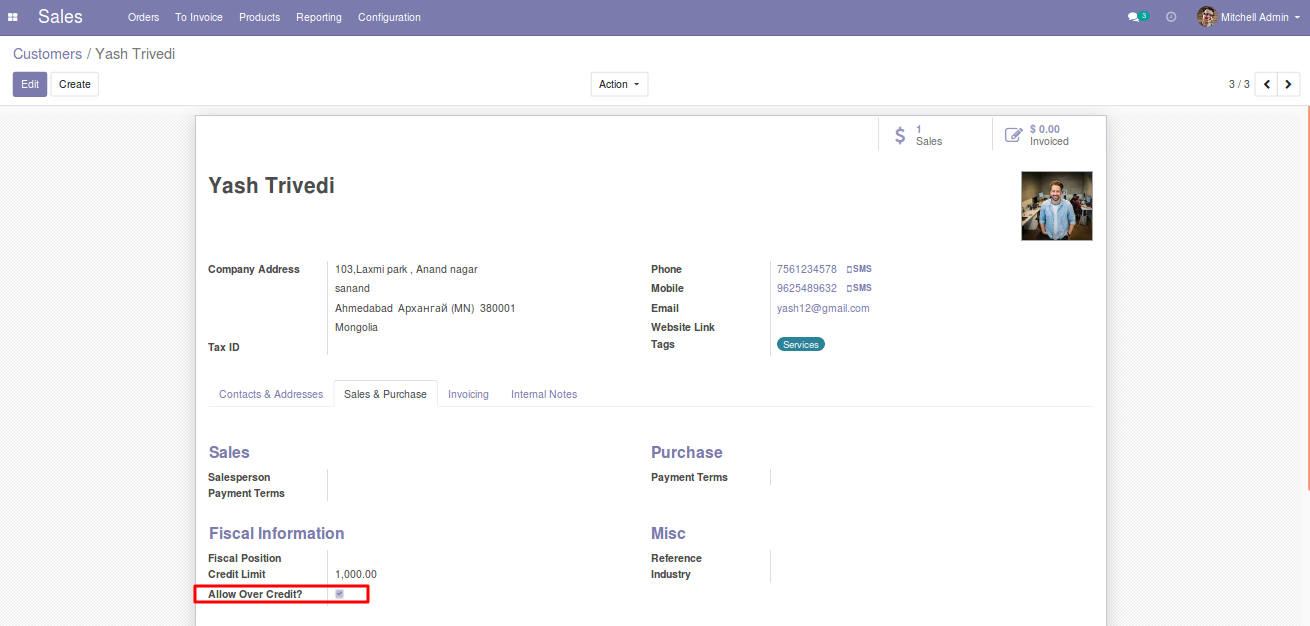 Sales Orders To Invoice Products Reporting Configuration 3 Mitchell Admin
Customers / Yash Trivedi
Edit Create Action 3 / 3
1
Sales
$ 0.00
Invoiced
Yash Trivedi
Company Address 103,Laxmi park , Anand nagar
sanand
Ahmedabad Архангай (MN) 380001
Mongolia
Tax ID
Phone 7561234578 SMS
Mobile 9625489632 SMS
Email yash12@gmail.com
Website Link
Tags Services
Contacts & Addresses Sales & Purchase Invoicing Internal Notes
Sales
Salesperson
Payment Terms
Purchase
Payment Terms
Fiscal Information
Fiscal Position
Credit Limit 1,000.00
Allow Over Credit?
Misc
Reference
Industry